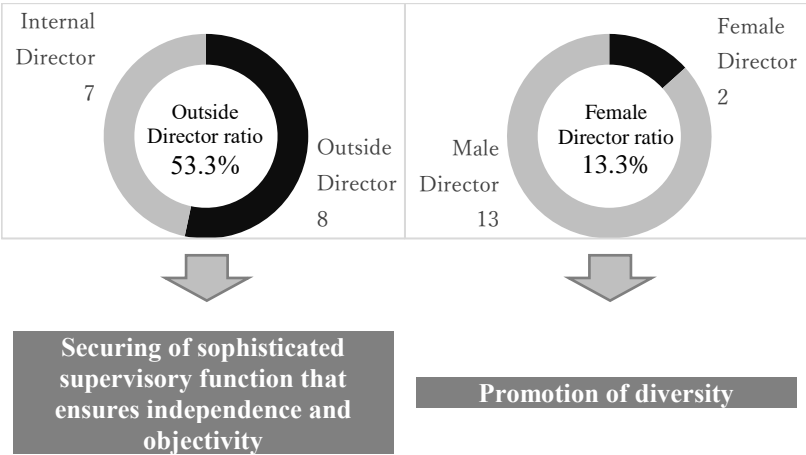 Internal
Director
7
Outside
Director ratio
53.3%
Outside
Director
8
Female
Director
2
Female
Director ratio
13.3%
Male
Director
13
Securing of sophisticated
supervisory function that
ensures independence and
objectivity
Promotion of diversity